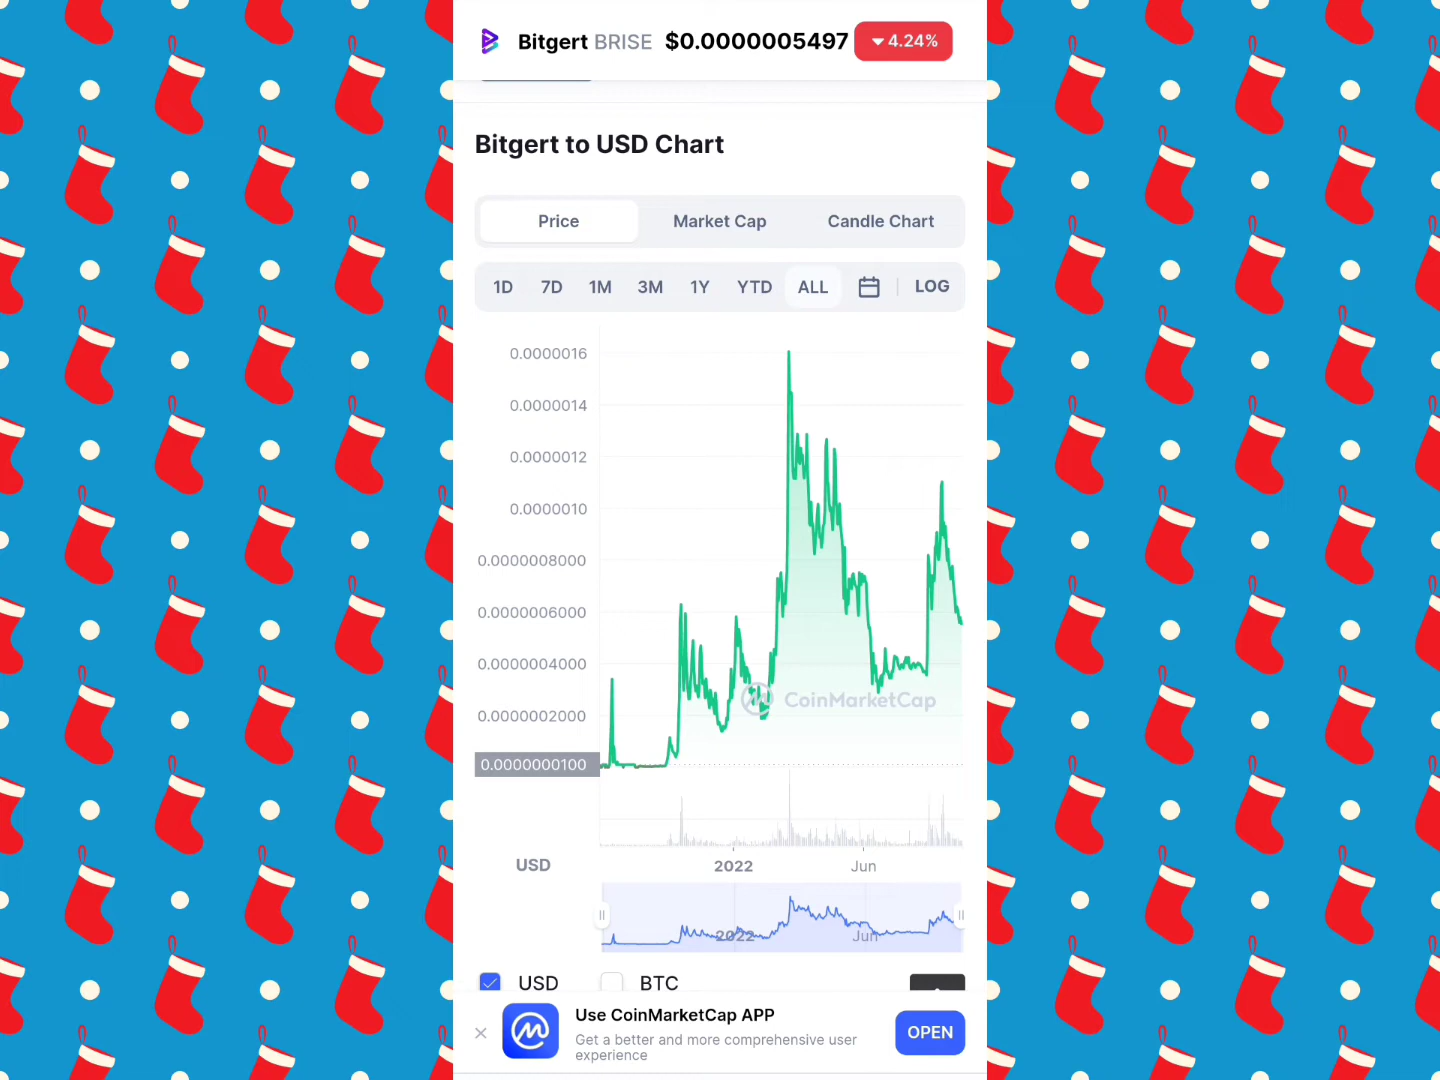 Bitgert BRISE $0.0000005497 4.24%
Bitgert to USD Chart
Price Market Cap Candle Chart
1D 7D 1M 3M 1Y YTD ALL LOG
0.0000016
0.0000014
0.0000012
0.0000010
0.0000008000
0.0000006000
0.0000004000
CoinMarketCap
0.0000002000
0.0000000100
USD 2022 Jun
2022 Jun
USD BTC
Use CoinMarketCap APP
Get a better and more comprehensive user
experience
OPEN